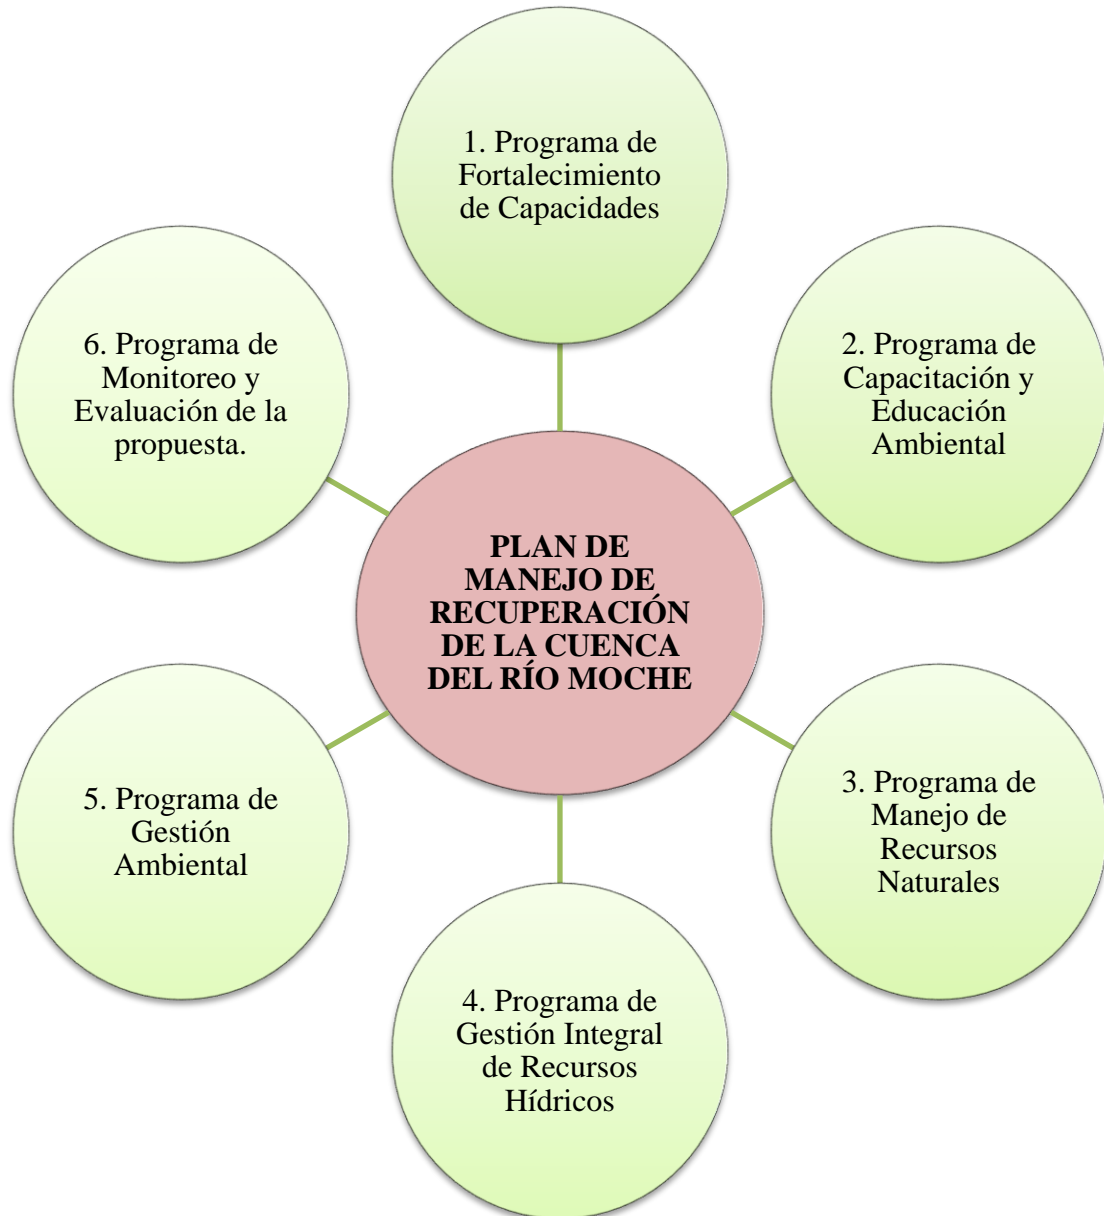 1. Programa de
Fortalecimiento
de Capacidades
2. Programa de
Capacitación y
Educación
Ambiental
3. Programa de
Manejo de
Recursos
Naturales
4. Programa de
Gestión Integral
de Recursos
Hídricos
5. Programa de
Gestión
Ambiental
6. Programa de
Monitoreo y
Evaluación de la
propuesta.
PLAN DE
MANEJO DE
RECUPERACIÓN
DE LA CUENCA
DEL RÍO MOCHE